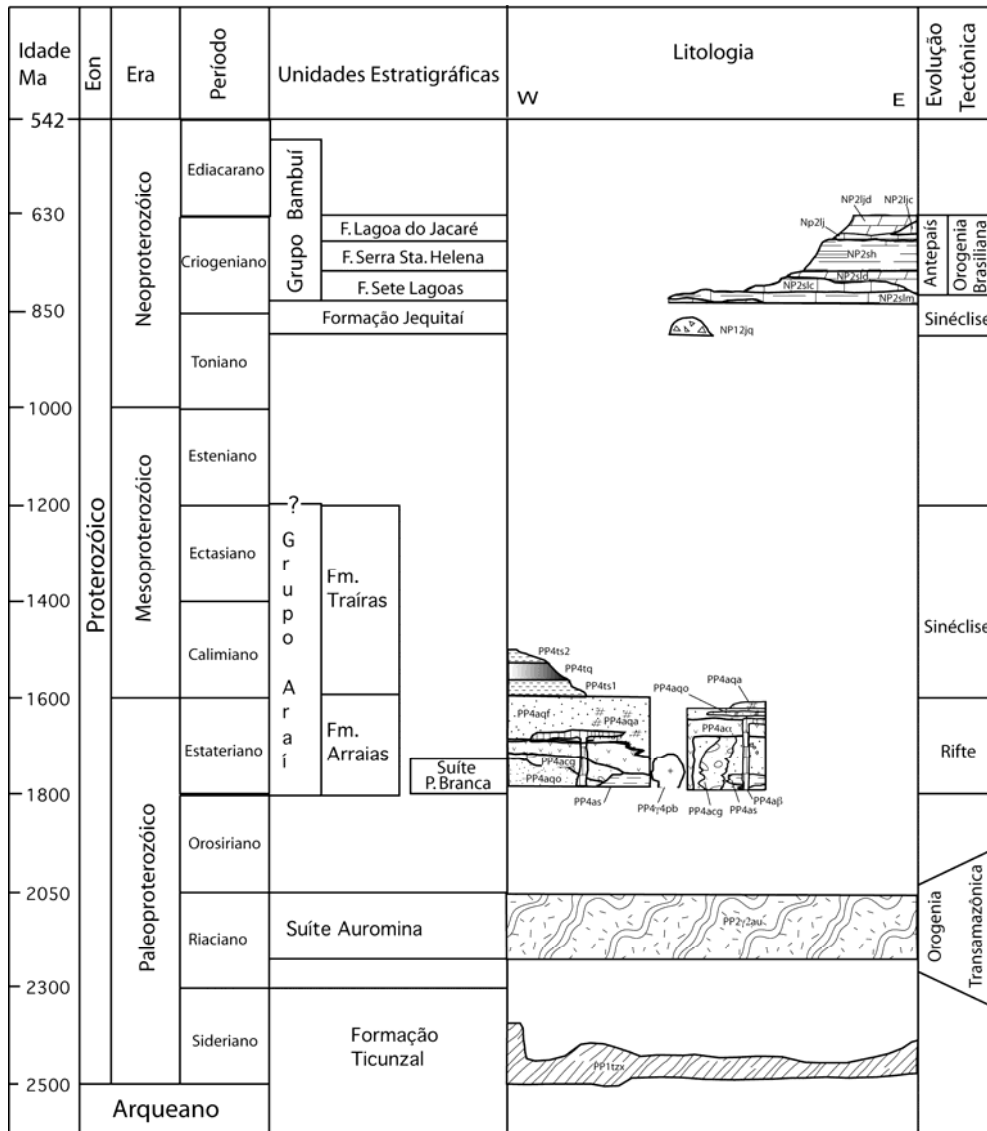 Idade
Ma
Eon
Era
Período
Unidades Estratigráficas
Litologia
W
E
Evolução
Tectônica
542
630
850
1000
1200
1400
1600
1800
2050
2300
2500
Proterozóico
Neoproterozóico
Mesoproterozóico
Paleoproterozóico
Arqueano
Ediacarano
Criogeniano
Toniano
Esteniano
Ectasiano
Calimiano
Estateriano
Orosiriano
Riaciano
Sideriano
Grupo Bambuí
F. Lagoa do Jacaré
F. Serra Sta. Helena
F. Sete Lagoas
Formação Jequitaí
?
Grupo Araí
Fm.
Traíras
Fm.
Arraias
Suíte
P. Branca
Suíte Auromina
Formação
Ticunzal
NP2ljd
NP2ljc
Np2lj
NP2sh
NP2sld
NP2slc
NP2slm
NP12jq
PP4ts2
PP4tq
PP4ts1
PP4aqa
PP4aqo
PP4aqf
PP4aqa
PP4aα
PP4acg
PP4aqo
PP4as
PP4γ4pb
PP4acg
PP4as
PP4aβ
PP2γ2au
PP1tzx
Antepaís
Orogenia
Brasiliana
Sinéclise
Sinéclise
Rifte
Orogenia
Transamazônica